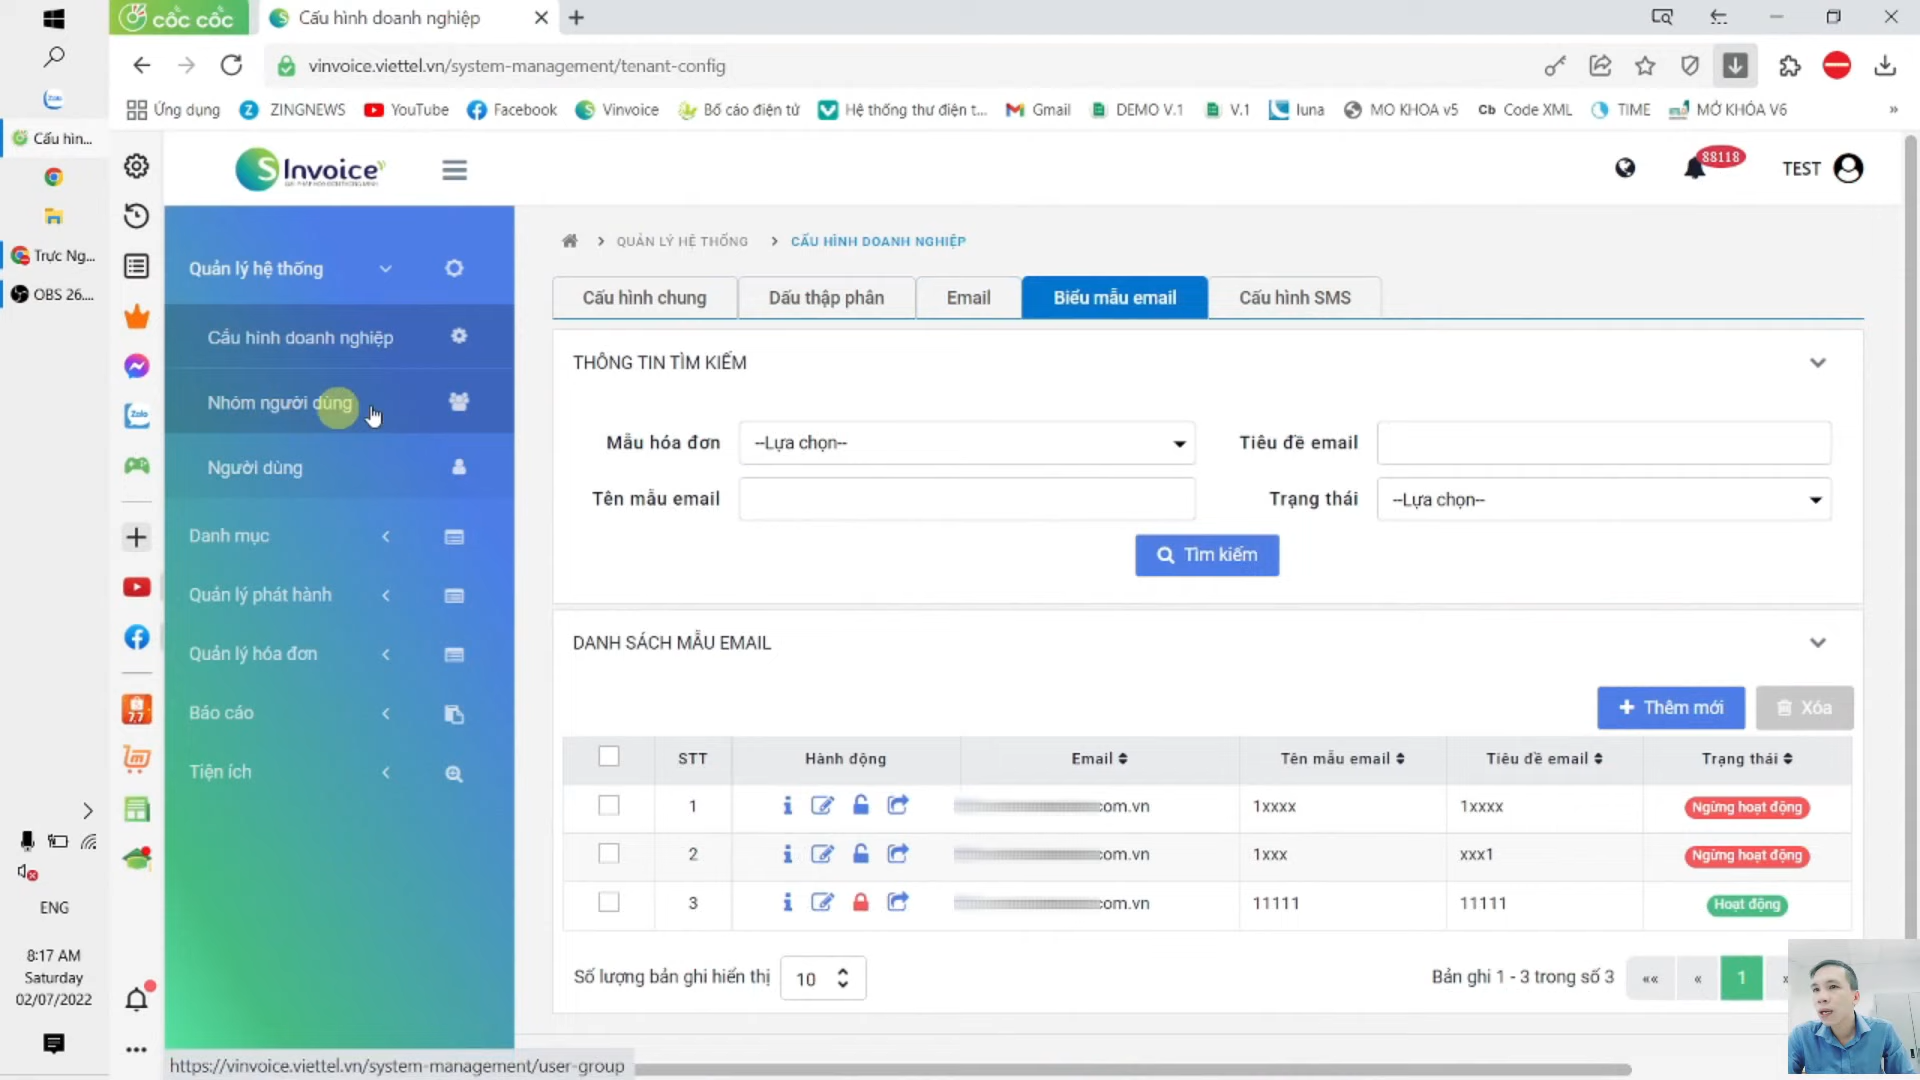 cốc cốc
Cấu hình doanh nghiệp
vinvoice.viettel.vn/system-management/tenant-config
Ứng dụng
ZINGNEWS
YouTube
Facebook
Vinvoice
Bố cáo điện tử
Hệ thống thư điện t...
Gmail
DEMO V.1
V.1
luna
MO KHOA v5
Cb Code XML
TIME
MỞ KHÓA V6
»
Cấu hìn...
Trực Ng...
OBS 26....
S Invoice
88118
TEST
Quản lý hệ thống
Cấu hình doanh nghiệp
Nhóm người dùng
Người dùng
Danh mục
Quản lý phát hành
Quản lý hóa đơn
Báo cáo
Tiện ích
QUẢN LÝ HỆ THỐNG > CẤU HÌNH DOANH NGHIỆP
Cấu hình chung
Dấu thập phân
Email
Biểu mẫu email
Cấu hình SMS
THÔNG TIN TÌM KIẾM
Mẫu hóa đơn
--Lựa chọn--
Tiêu đề email
Tên mẫu email
Trạng thái
--Lựa chọn--
Tìm kiếm
DANH SÁCH MẪU EMAIL
+ Thêm mới
Xóa
STT Hành động Email Tên mẫu email Tiêu đề email Trạng thái
1 com.vn 1xxxx 1xxxx Ngừng hoạt động
2 com.vn 1xxx xxx1 Ngừng hoạt động
3 com.vn 11111 11111 Hoạt động
Số lượng bản ghi hiển thị 10
Bản ghi 1 - 3 trong số 3
«« « 1
Zalo
7.7
ENG
8:17 AM
Saturday
02/07/2022
https://vinvoice.viettel.vn/system-management/user-group